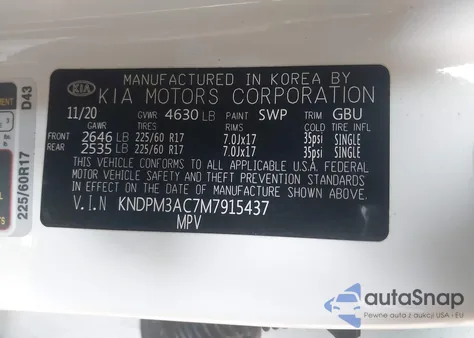 MANUFACTURED IN KOREA BY
KIA KIA MOTORS CORPORATION
11/20 GVWR 4630 LB PAINT SWP TRIM GBU
GAWR TIRES RIMS COLD TIRE INFL
FRONT 2646 LB 225/60 R17 7.0Jx17 35psi SINGLE
REAR 2535 LB 225/60 R17 7.0Jx17 35psi SINGLE
THIS VEHICLE CONFORMS TO ALL APPLICABLE U.S.A FEDERAL
MOTOR VEHICLE SAFETY AND THEFT PREVENTION STANDARDS
IN EFFECT ON THE DATE OF MANUFACTURE SHOWN ABOVE.
V.I.N KNDPM3AC7M7915437
MPV
D43
225/60R17
autoSnap
Pewne auta z aukcji USA - EU